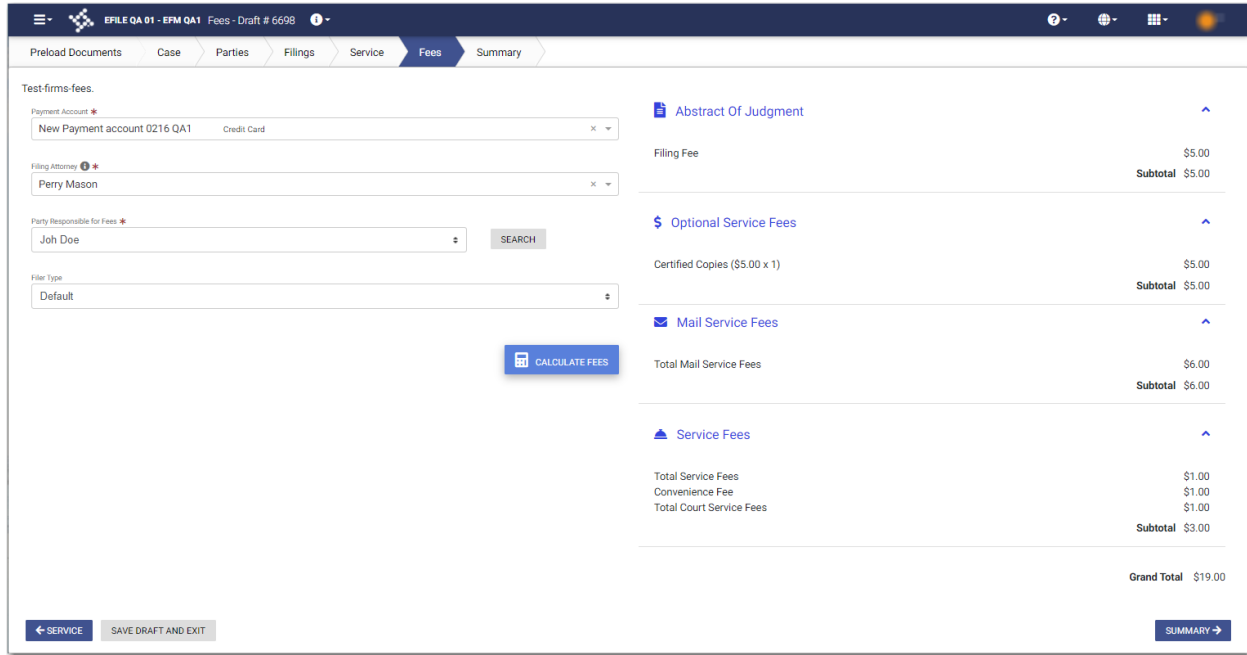 EFILE QA 01 - EFM QA1 Fees - Draft # 6698
Preload Documents Case Parties Filings Service Fees Summary
Test-firms-fees.
Payment Account *
New Payment account 0216 QA1 Credit Card
Filing Attorney *
Perry Mason
Party Responsible for Fees *
Joh Doe SEARCH
Filer Type
Default
CALCULATE FEES
Abstract Of Judgment
Filing Fee $5.00
Subtotal $5.00
Optional Service Fees
Certified Copies ($5.00 x 1) $5.00
Subtotal $5.00
Mail Service Fees
Total Mail Service Fees $6.00
Subtotal $6.00
Service Fees
Total Service Fees $1.00
Convenience Fee $1.00
Total Court Service Fees $1.00
Subtotal $3.00
Grand Total $19.00
SERVICE SAVE DRAFT AND EXIT SUMMARY